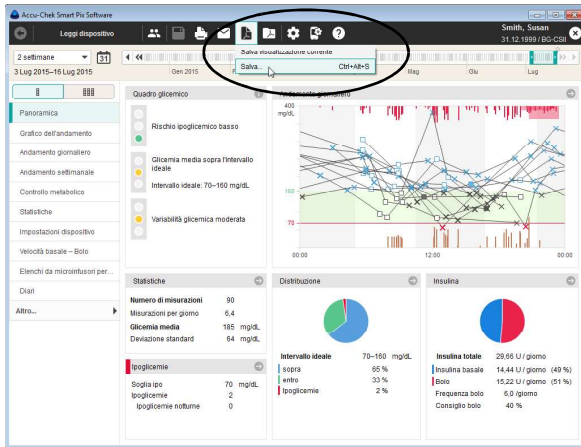 Accu-Chek Smart Pix Software
Leggi dispositivo
Smith, Susan
31.12.1999 / BG-CSII
Salva visualizzazione corrente
Salva... Ctrl+Alt+S
2 settimane
31
3 Lug 2015–16 Lug 2015
Gen 2015
Mag
Giu
Lug
Panoramica
Grafico dell'andamento
Andamento giornaliero
Andamento settimanale
Controllo metabolico
Statistiche
Impostazioni dispositivo
Velocità basale – Bolo
Elenchi da microinfusori per...
Diari
Altro...
Quadro glicemico
Rischio ipoglicemico basso
Glicemia media sopra l'intervallo
ideale
Intervallo ideale: 70–160 mg/dL
Variabilità glicemica moderata
Andamento giornaliero
400
mg/dL
160
70
00:00 12:00 00:00
Statistiche
Numero di misurazioni 90
Misurazioni per giorno 6,4
Glicemia media 185 mg/dL
Deviazione standard 64 mg/dL
Ipoglicemie
Soglia ipo 70 mg/dL
Ipoglicemie 2
Ipoglicemie notturne 0
Distribuzione
Intervallo ideale 70–160 mg/dL
sopra 65 %
entro 33 %
Ipoglicemie 2 %
Insulina
Insulina totale 29,66 U / giorno
Insulina basale 14,44 U / giorno (49 %)
Bolo 15,22 U / giorno (51 %)
Frequenza bolo 6,0 /giorno
Consiglio bolo 40 %